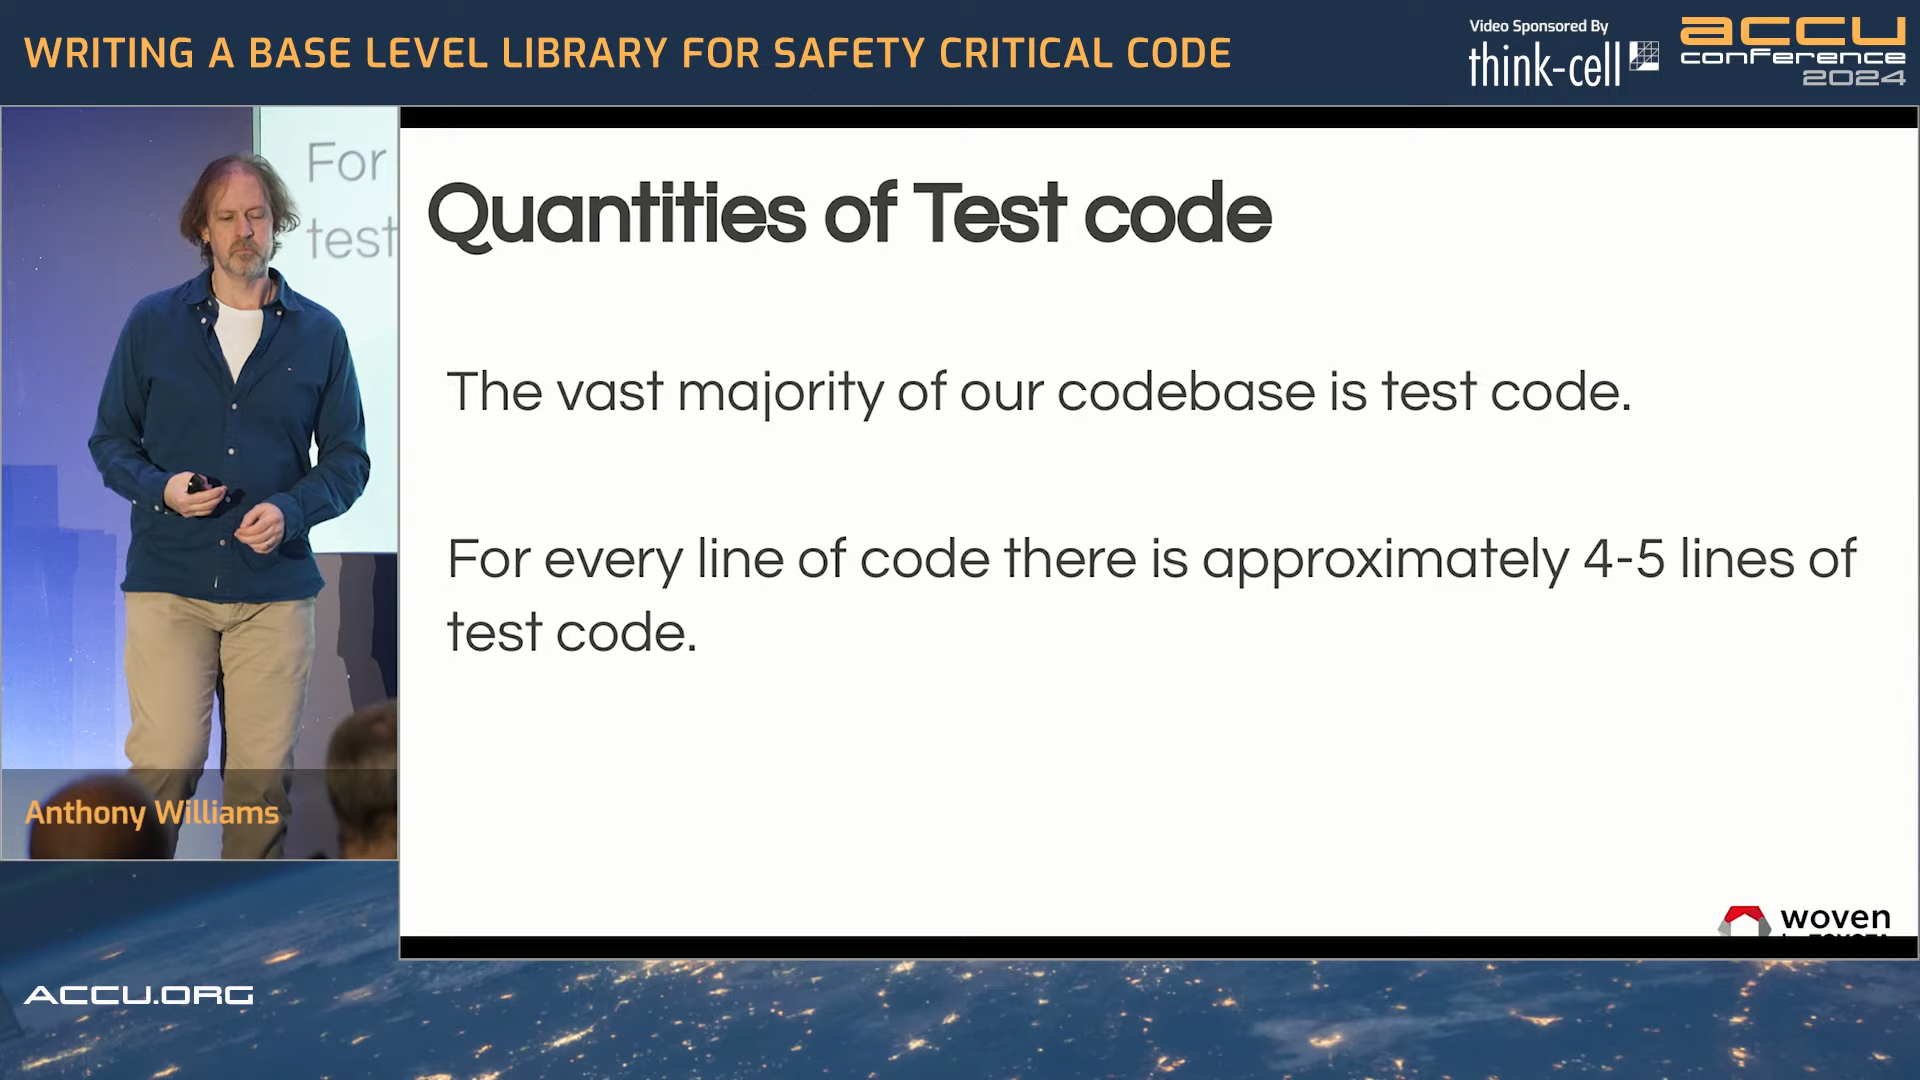 WRITING A BASE LEVEL LIBRARY FOR SAFETY CRITICAL CODE
Video Sponsored By
think-cell
accu
conference
2024
For
test
Quantities of Test code
The vast majority of our codebase is test code.
For every line of code there is approximately 4-5 lines of
test code.
Anthony Williams
woven
ACCU.ORG